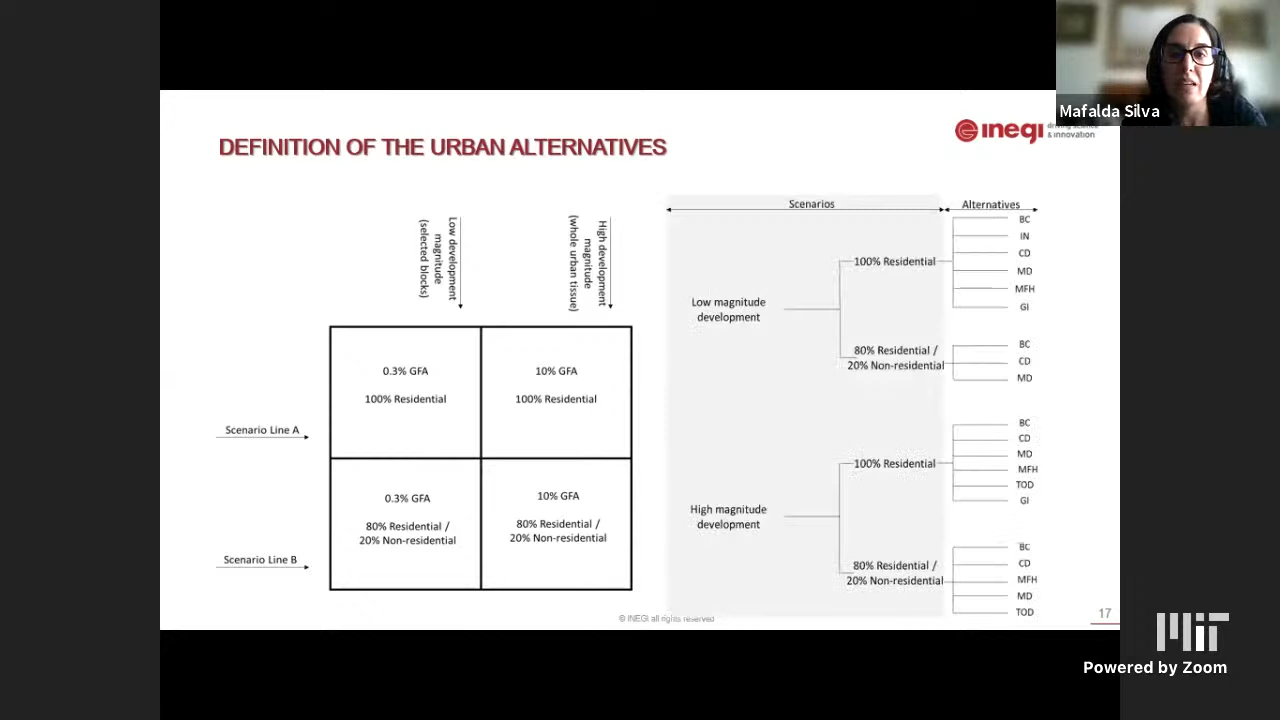 Mafalda Silva
inegi driving science
& innovation
DEFINITION OF THE URBAN ALTERNATIVES
Low development
magnitude
(selected blocks)
High development
magnitude
(whole urban tissue)
0.3% GFA
100% Residential
10% GFA
100% Residential
Scenario Line A
0.3% GFA
80% Residential /
20% Non-residential
10% GFA
80% Residential /
20% Non-residential
Scenario Line B
Scenarios
Alternatives
Low magnitude
development
100% Residential
BC
IN
CD
MD
MFH
GI
80% Residential /
20% Non-residential
BC
CD
MD
High magnitude
development
100% Residential
BC
CD
MD
MFH
TOD
GI
80% Residential /
20% Non-residential
BC
CD
MFH
MD
TOD
© INEGI all rights reserved
17
MIT
Powered by Zoom